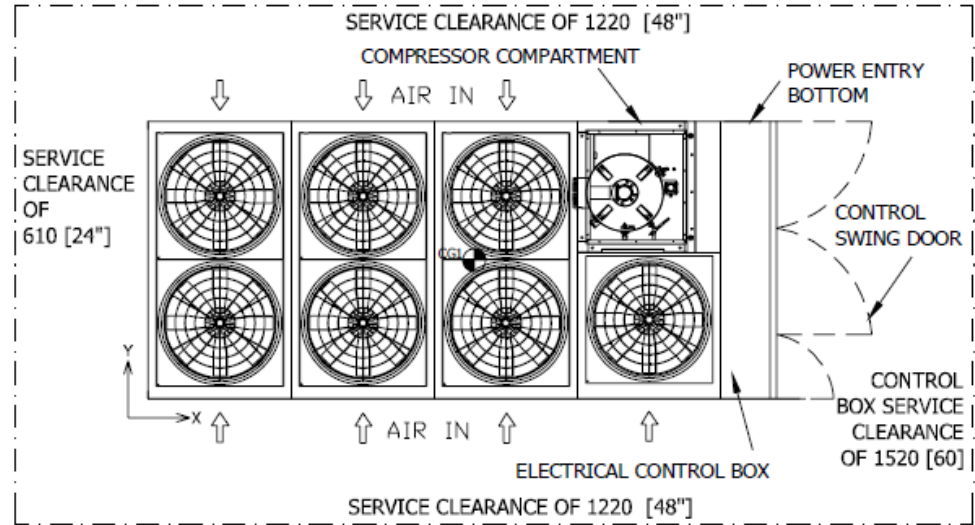 SERVICE CLEARANCE OF 1220 [48"]
COMPRESSOR COMPARTMENT
POWER ENTRY
BOTTOM
AIR IN
SERVICE
CLEARANCE
OF
610 [24"]
CONTROL
SWING DOOR
CG1
Y
X
AIR IN
CONTROL
BOX SERVICE
CLEARANCE
OF 1520 [60]
ELECTRICAL CONTROL BOX
SERVICE CLEARANCE OF 1220 [48"]